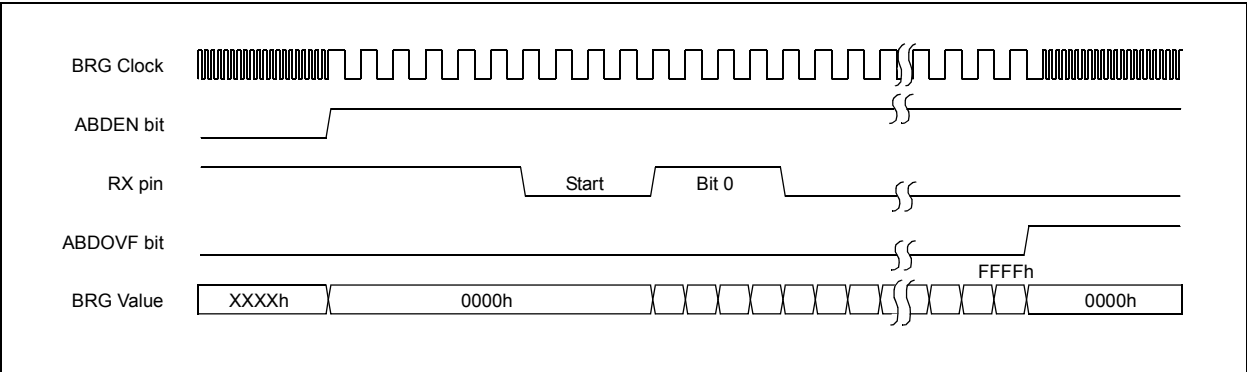 BRG Clock
ABDEN bit
RX pin
Start
Bit 0
ABDOVF bit
FFFFh
BRG Value
XXXXh
0000h
0000h